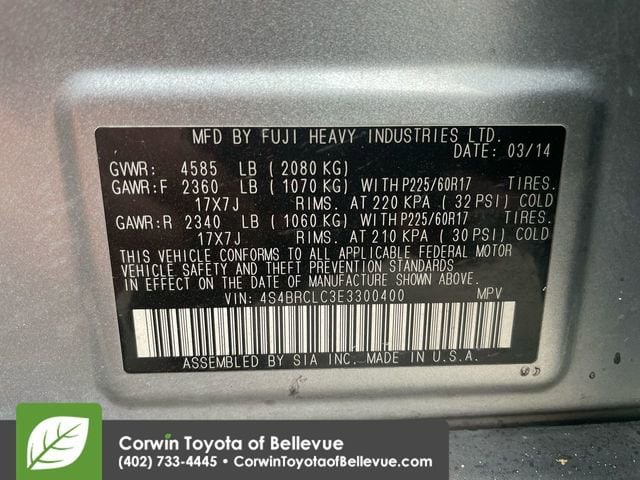 MFD BY FUJI HEAVY INDUSTRIES LTD.
DATE: 03/14
GVWR: 4585 LB (2080 KG)
GAWR:F 2360 LB (1070 KG) WITH P225/60R17 TIRES.
17X7J RIMS. AT 220 KPA (32 PSI) COLD
GAWR:R 2340 LB (1060 KG) WITH P225/60R17 TIRES.
17X7J RIMS. AT 210 KPA (30 PSI) COLD
THIS VEHICLE CONFORMS TO ALL APPLICABLE FEDERAL MOTOR
VEHICLE SAFETY AND THEFT PREVENTION STANDARDS
IN EFFECT ON THE DATE OF MANUFACTURE SHOWN ABOVE.
VIN: 4S4BRCLC3E3300400 MPV
ASSEMBLED BY SIA INC. MADE IN U.S.A.
Corwin Toyota of Bellevue
(402) 733-4445 • CorwinToyotaofBellevue.com